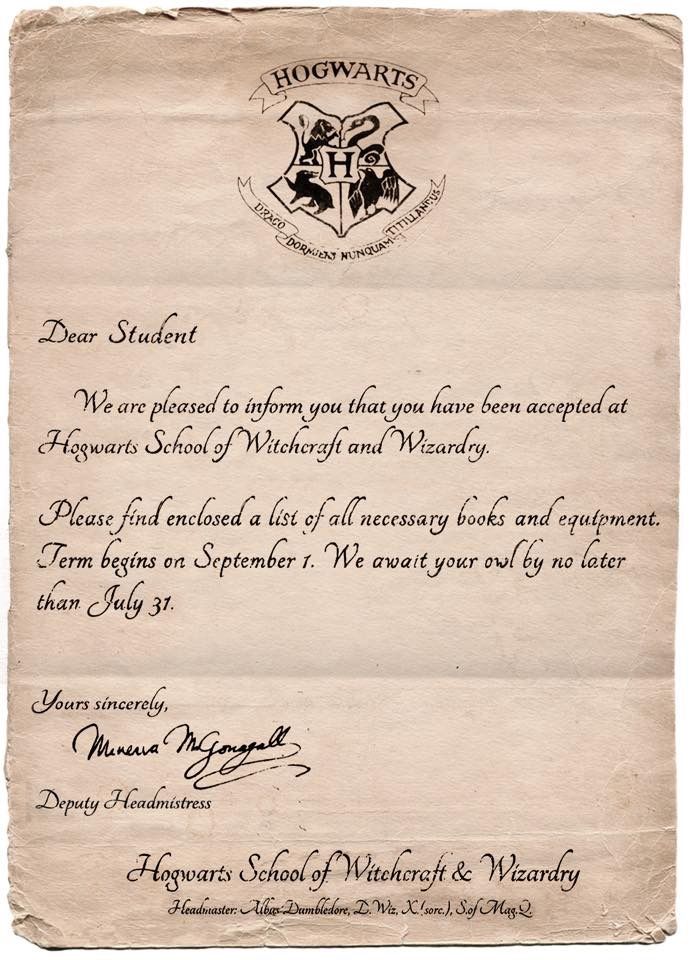 HOGWARTS
H
DRACO DORMIENS NUNQUAM TITILLANDUS
Dear Student
We are pleased to inform you that you have been accepted at
Hogwarts School of Witchcraft and Wizardry.
Please find enclosed a list of all necessary books and equipment.
Term begins on September 1. We await your owl by no later
than July 31.
Yours sincerely,
Minerva McGonagall
Deputy Headmistress
Hogwarts School of Witchcraft & Wizardry
Headmaster: Albus Dumbledore, D.Wiz, X.(sorc.), S.of Mag.Q.